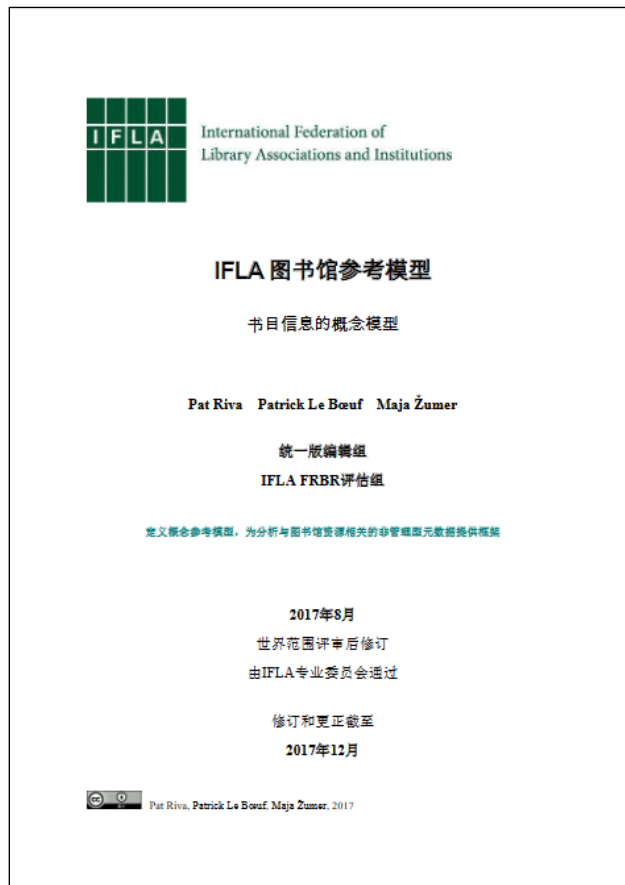 IFLA
International Federation of
Library Associations and Institutions
IFLA 图书馆参考模型
书目信息的概念模型
Pat Riva Patrick Le Bœuf Maja Žumer
统一版编辑组
IFLA FRBR评估组
定义概念参考模型，为分析与图书馆资源相关的非管理型元数据提供框架
2017年8月
世界范围评审后修订
由IFLA专业委员会通过
修订和更正截至
2017年12月
cc
Pat Riva, Patrick Le Bœuf, Maja Žumer, 2017